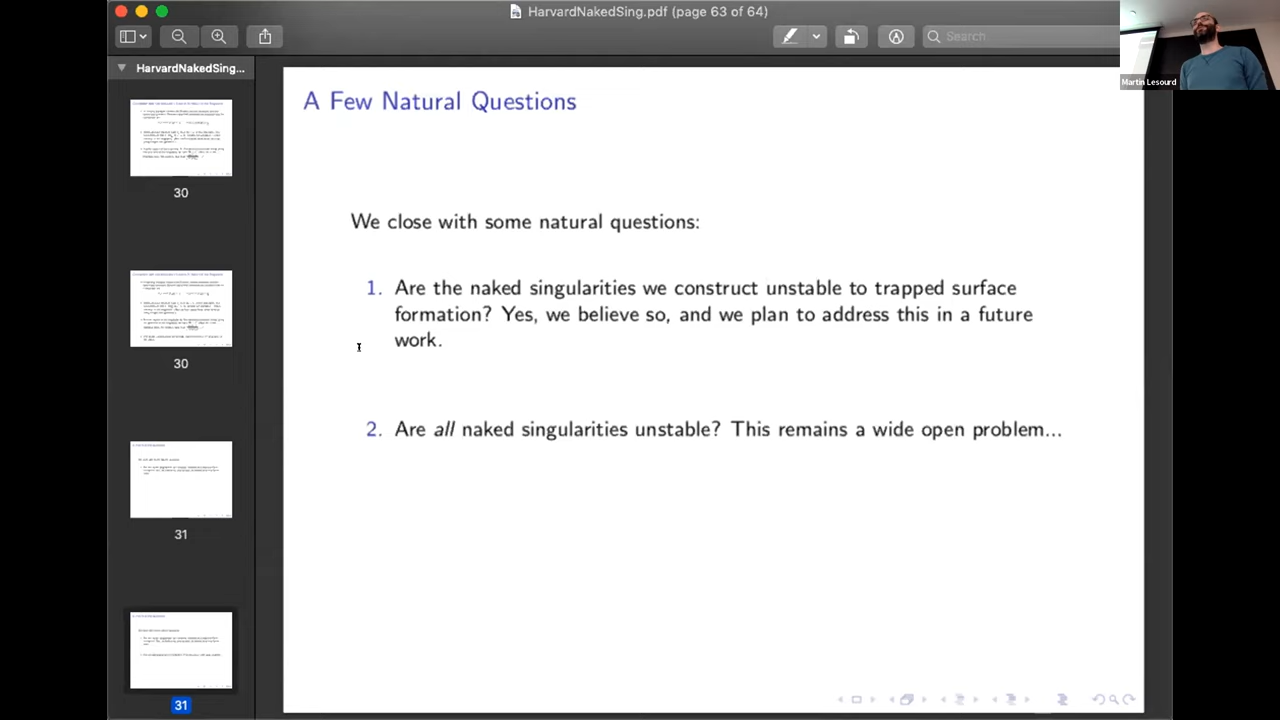 HarvardNakedSing.pdf (page 63 of 64)
Search
Martin Lesourd
HarvardNakedSing...
30
30
31
31
A Few Natural Questions
We close with some natural questions:
1. Are the naked singularities we construct unstable to trapped surface
formation? Yes, we believe so, and we plan to address this in a future
work.
2. Are all naked singularities unstable? This remains a wide open problem...